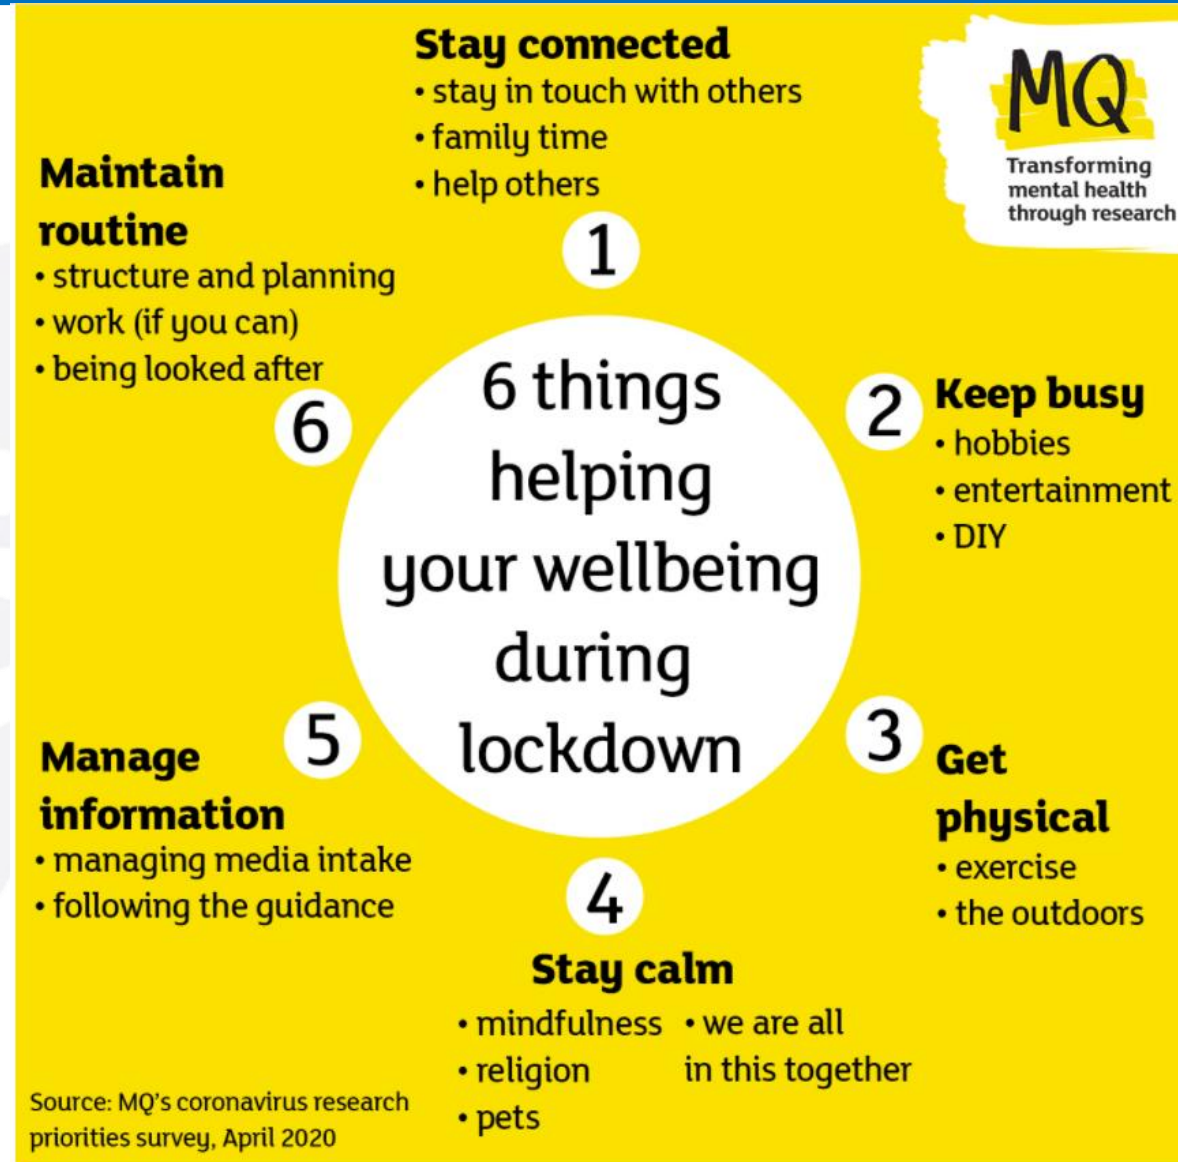 Stay connected
• stay in touch with others
• family time
• help others
1
MQ
Transforming
mental health
through research
2
Keep busy
• hobbies
• entertainment
• DIY
3
Get
physical
• exercise
• the outdoors
4
Stay calm
• mindfulness
• religion
• pets
• we are all
in this together
5
Manage
information
• managing media intake
• following the guidance
6
Maintain
routine
• structure and planning
• work (if you can)
• being looked after
6 things
helping
your wellbeing
during
lockdown
Source: MQ's coronavirus research
priorities survey, April 2020